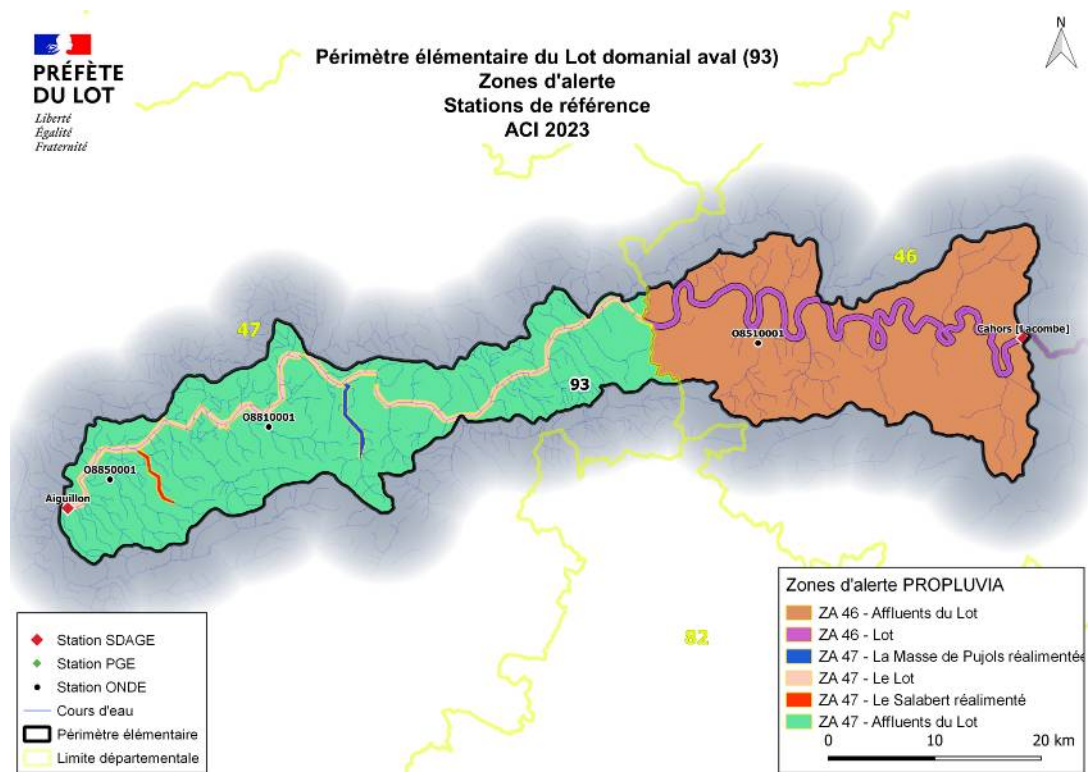 PRÉFÈTE
DU LOT
Liberté
Égalité
Fraternité
Périmètre élémentaire du Lot domanial aval (93)
Zones d'alerte
Stations de référence
ACI 2023
N
46
47
Cahors [Lacombe]
O8510001
93
O8810001
O8850001
Aiguillon
82
Station SDAGE
Station PGE
Station ONDE
Cours d'eau
Périmètre élémentaire
Limite départementale
Zones d'alerte PROPLUVIA
ZA 46 - Affluents du Lot
ZA 46 - Lot
ZA 47 - La Masse de Pujols réalimentée
ZA 47 - Le Lot
ZA 47 - Le Salabert réalimenté
ZA 47 - Affluents du Lot
0 10 20 km